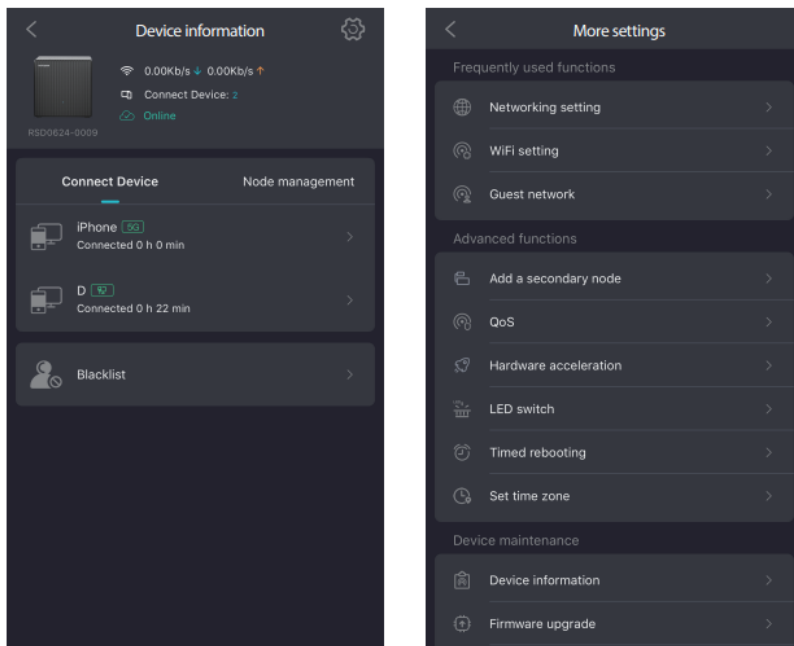 Device information
0.00Kb/s ↓ 0.00Kb/s ↑
Connect Device: 2
Online
RSD0624-0009
Connect Device
Node management
iPhone 5G
Connected 0 h 0 min
D
Connected 0 h 22 min
Blacklist
More settings
Frequently used functions
Networking setting
WiFi setting
Guest network
Advanced functions
Add a secondary node
QoS
Hardware acceleration
LED switch
Timed rebooting
Set time zone
Device maintenance
Device information
Firmware upgrade